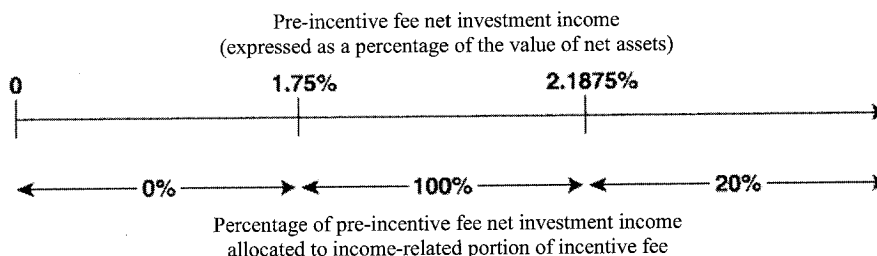 Pre-incentive fee net investment income
(expressed as a percentage of the value of net assets)
0 1.75% 2.1875%
0% 100% 20%
Percentage of pre-incentive fee net investment income
allocated to income-related portion of incentive fee